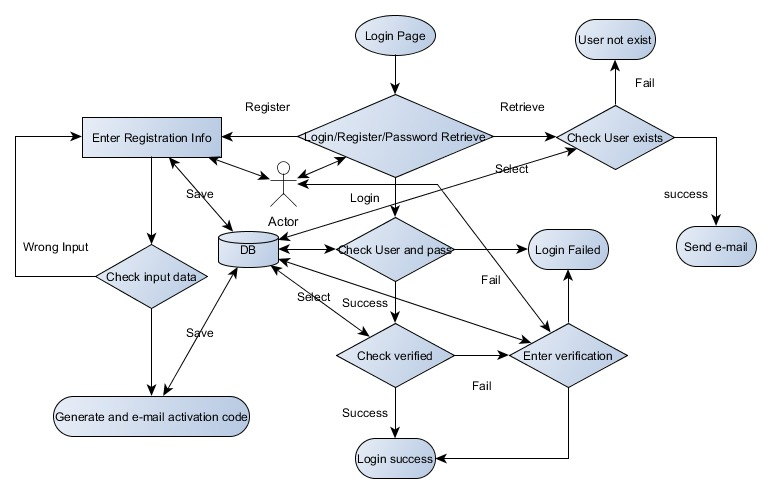 Login Page
User not exist
Fail
Register
Retrieve
Enter Registration Info
Login/Register/Password Retrieve
Check User exists
Select
Save
Login
success
Actor
Wrong Input
DB
Check User and pass
Login Failed
Send e-mail
Check input data
Fail
Select
Success
Save
Check verified
Enter verification
Fail
Generate and e-mail activation code
Success
Login success